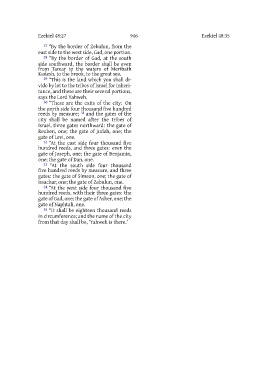 Ezekiel 48:27 906 Ezekiel 48:35
27 "By the border of Zebulun, from the
east side to the west side, Gad, one portion.
28 "By the border of Gad, at the south
side southward, the border shall be even
from Tamar to the waters of Meribath
Kadesh, to the brook, to the great sea.
29 "This is the land which you shall di-
vide by lot to the tribes of Israel for inheri-
tance, and these are their several portions,
says the Lord Yahweh.
30 "These are the exits of the city: On
the north side four thousand five hundred
reeds by measure; 31 and the gates of the
city shall be named after the tribes of
Israel, three gates northward: the gate of
Reuben, one; the gate of Judah, one; the
gate of Levi, one.
32 "At the east side four thousand five
hundred reeds, and three gates: even the
gate of Joseph, one; the gate of Benjamin,
one; the gate of Dan, one.
33 "At the south side four thousand
five hundred reeds by measure, and three
gates: the gate of Simeon, one; the gate of
Issachar, one; the gate of Zebulun, one.
34 "At the west side four thousand five
hundred reeds, with their three gates: the
gate of Gad, one; the gate of Asher, one; the
gate of Naphtali, one.
35 "It shall be eighteen thousand reeds
in circumference; and the name of the city
from that day shall be, 'Yahweh is there.'